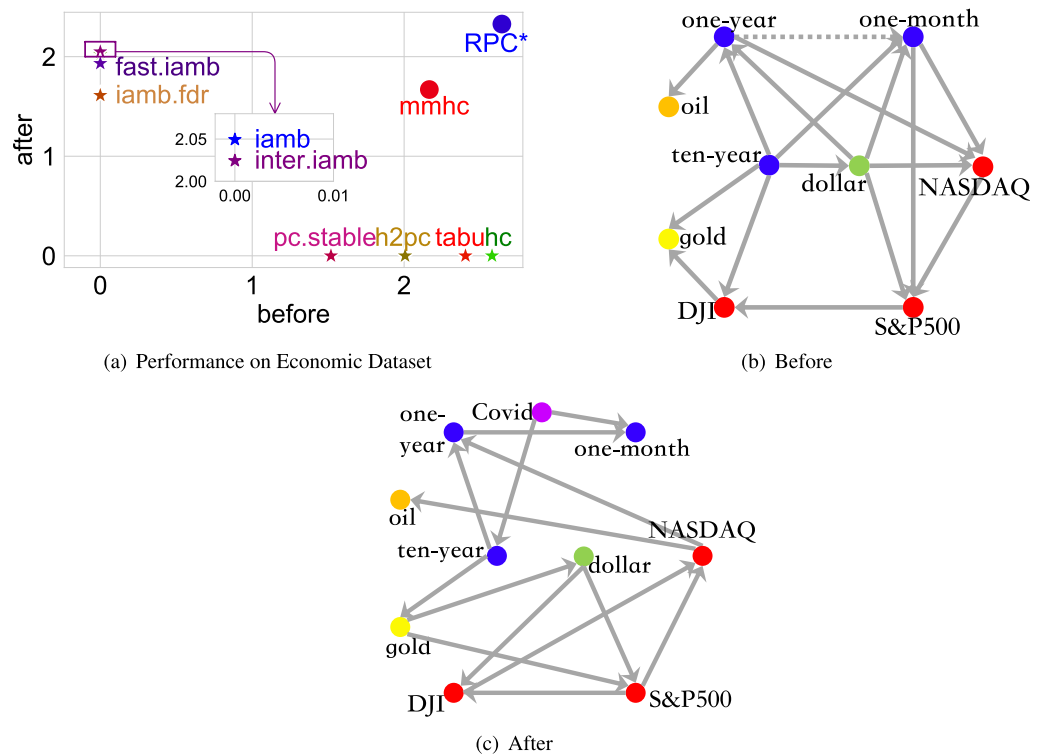 2
1
0
after
RPC*
fast.iamb
iamb.fdr
mmhc
2.05
2.00
iamb
inter.iamb
0.00
0.01
pc.stable
h2pc
tabu
hc
0
1
2
before
(a) Performance on Economic Dataset
one-year
one-month
oil
ten-year
dollar
NASDAQ
gold
DJI
S&P500
(b) Before
Covid
one-
year
one-month
oil
NASDAQ
ten-year
dollar
gold
DJI
S&P500
(c) After